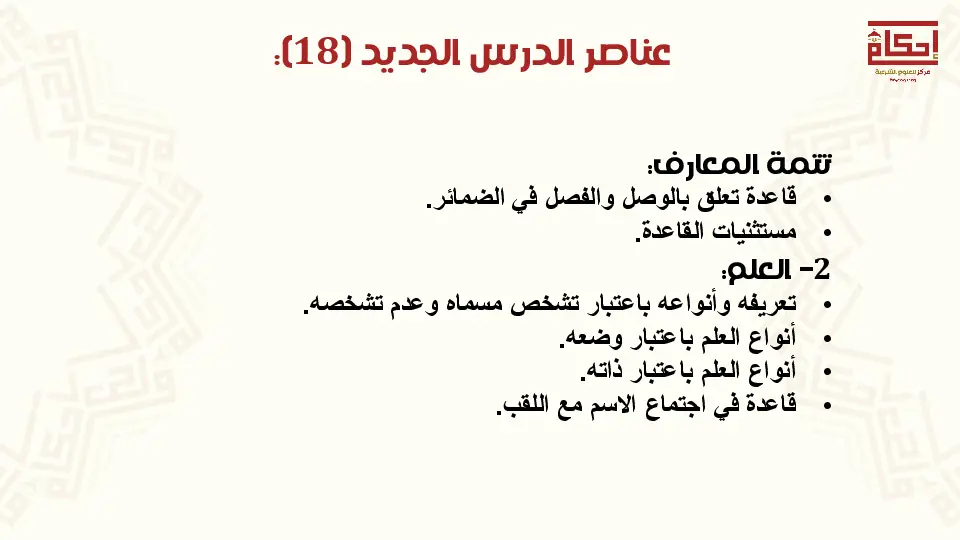 عناصر الدرس الجديد (18):
إحكام
مركز للعلوم الشرعية
تتمة المعارف:
• قاعدة تعلق بالوصل والفصل في الضمائر.
• مستثنيات القاعدة.
2- العلم:
• تعريفه وأنواعه باعتبار تشخص مسماه وعدم تشخصه.
• أنواع العلم باعتبار وضعه.
• أنواع العلم باعتبار ذاته.
• قاعدة في اجتماع الاسم مع اللقب.